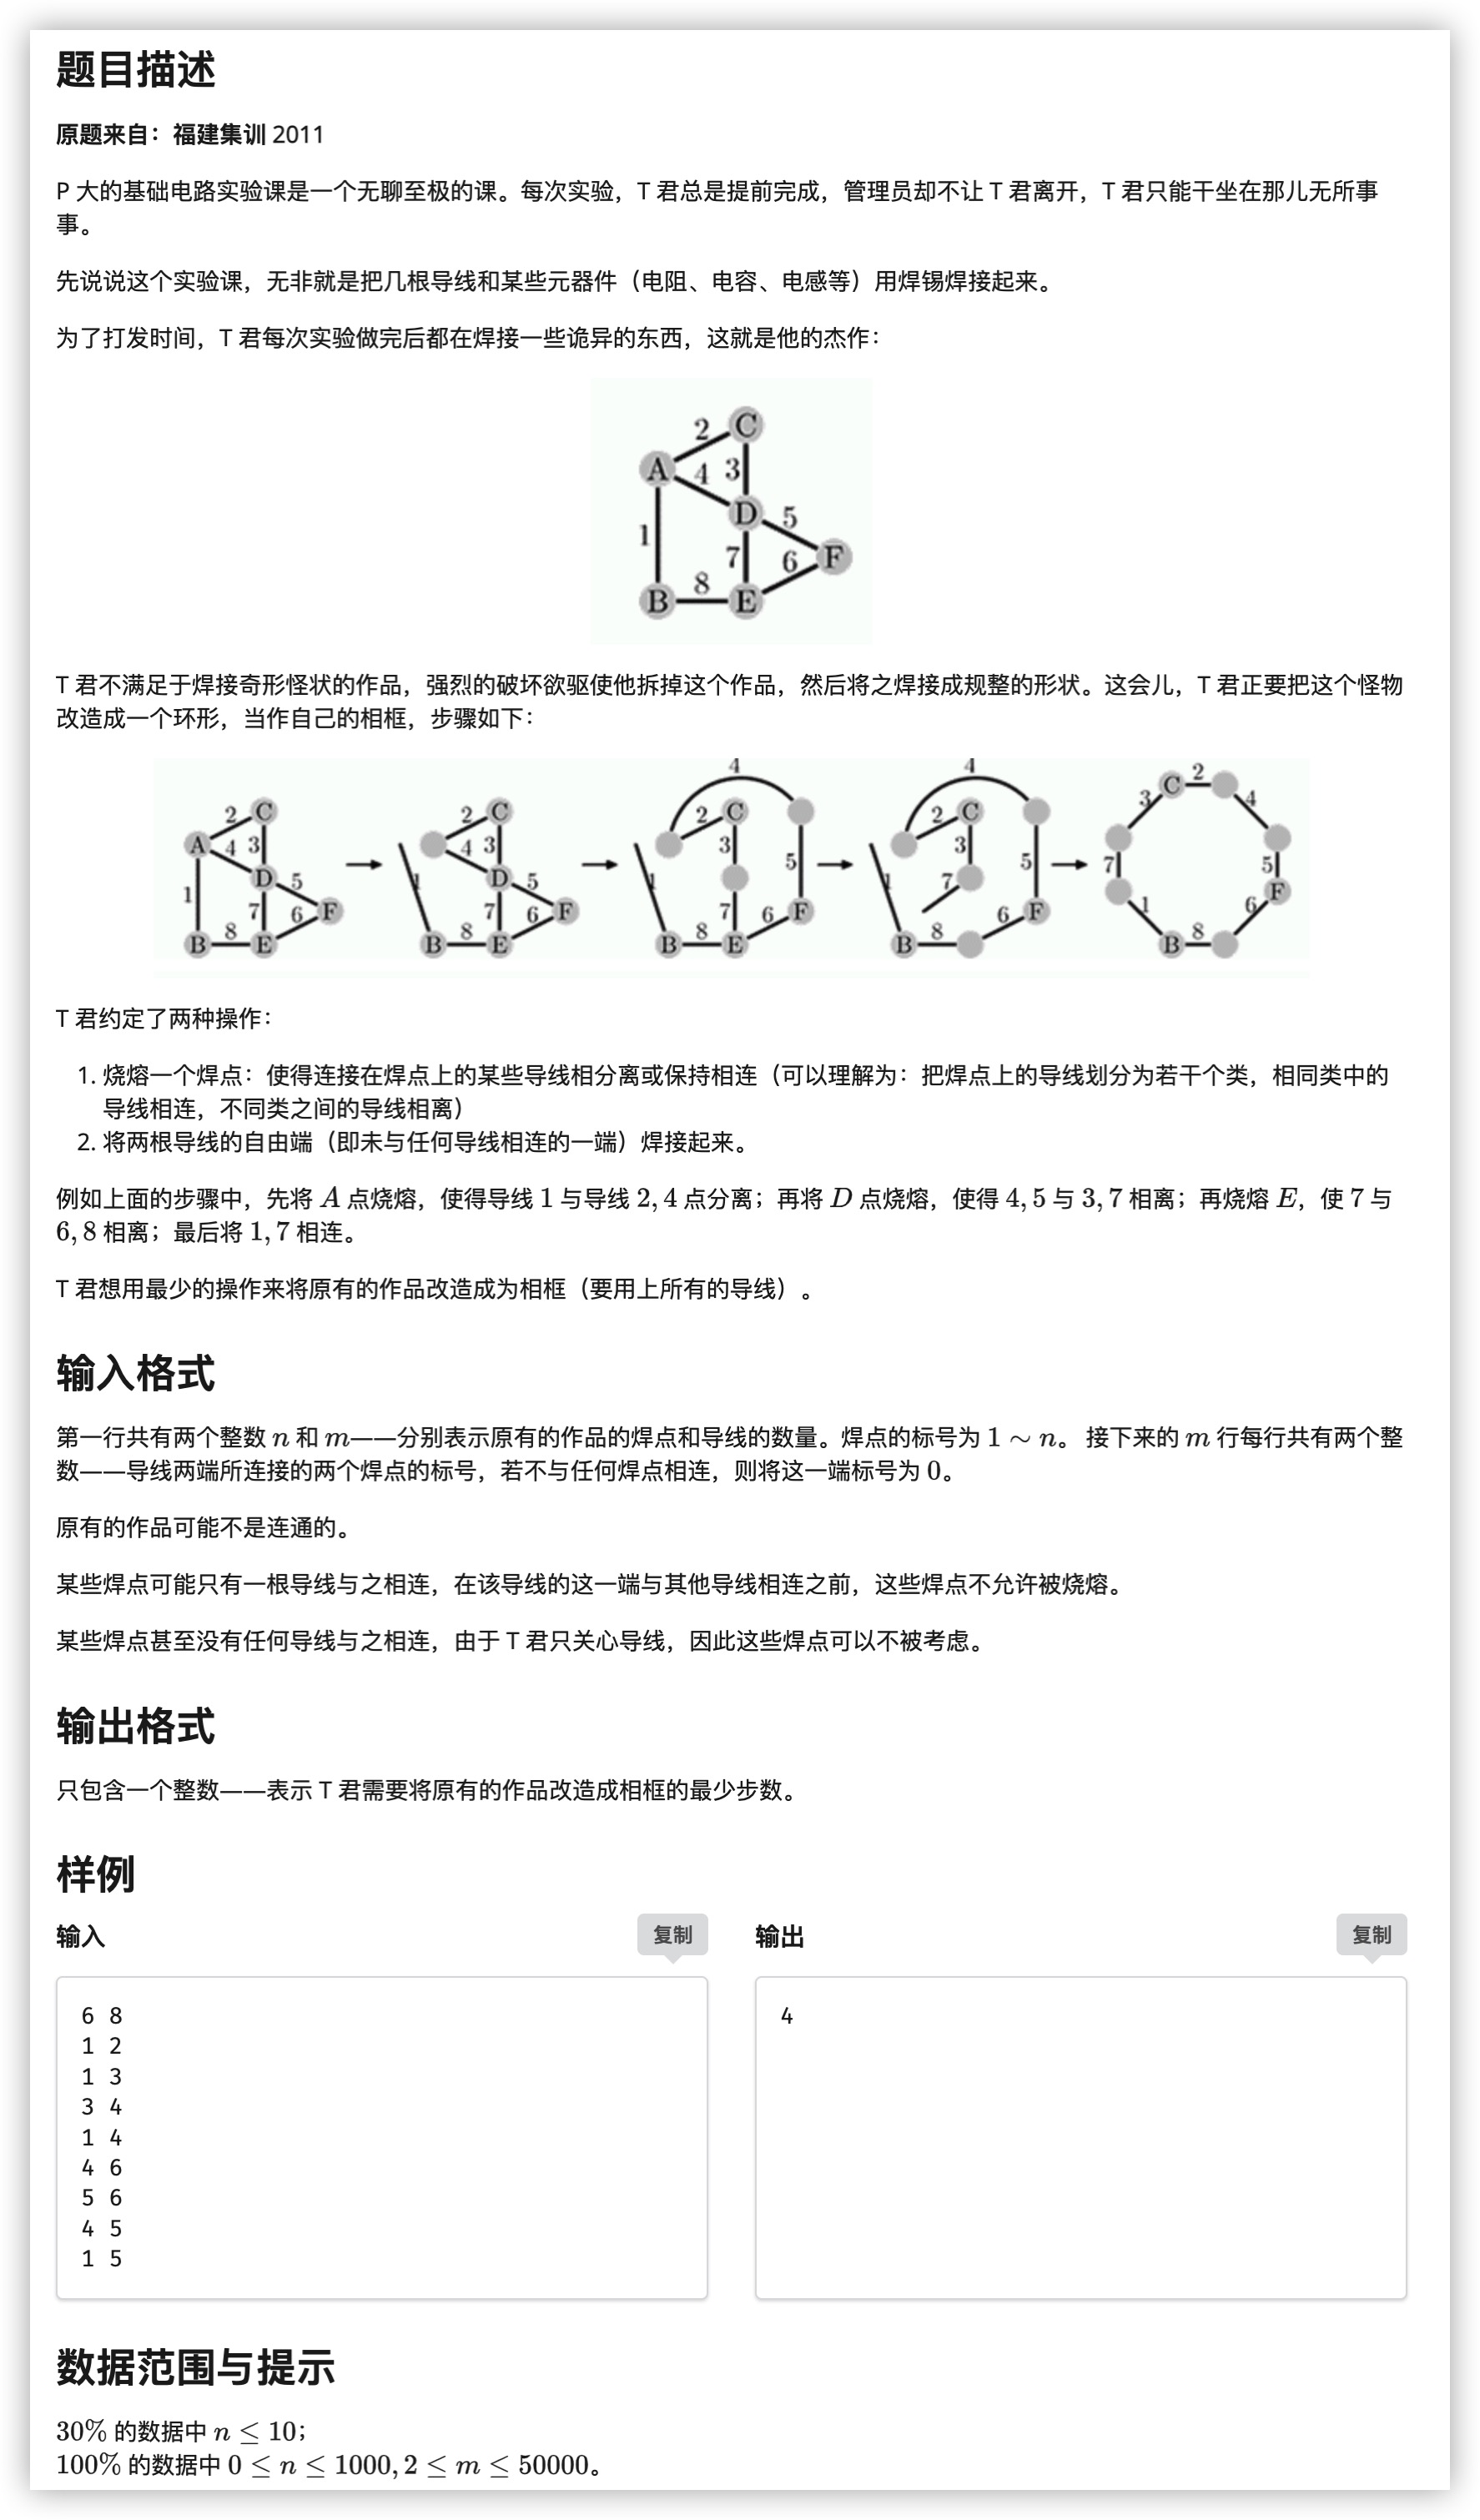 题目描述
原题来自：福建集训 2011
P 大的基础电路实验课是一个无聊至极的课。每次实验，T 君总是提前完成，管理员却不让 T 君离开，T 君只能干坐在那儿无所事
事。
先说说这个实验课，无非就是把几根导线和某些元器件（电阻、电容、电感等）用焊锡焊接起来。
为了打发时间，T 君每次实验做完后都在焊接一些诡异的东西，这就是他的杰作：
2 C
A 4 3
D 5
1 7 6 F
8
B E
T 君不满足于焊接奇形怪状的作品，强烈的破坏欲驱使他拆掉这个作品，然后将之焊接成规整的形状。这会儿，T 君正要把这个怪物
改造成一个环形，当作自己的相框，步骤如下：
2 C A 4 3 D 5 1 7 6 F 8 B E
2 C 4 3 D 5 1 7 6 F 8 B E
4 2 C 3 5 1 7 6 F 8 B E
4 2 C 3 5 1 7 6 F 8 B
C 2 3 4 7 5 F 1 6 B 8
T 君约定了两种操作：
1. 烧熔一个焊点：使得连接在焊点上的某些导线相分离或保持相连（可以理解为：把焊点上的导线划分为若干个类，相同类中的
导线相连，不同类之间的导线相离）
2. 将两根导线的自由端（即未与任何导线相连的一端）焊接起来。
例如上面的步骤中，先将 A 点烧熔，使得导线 1 与导线 2, 4 点分离；再将 D 点烧熔，使得 4, 5 与 3, 7 相离；再烧熔 E，使 7 与
6, 8 相离；最后将 1, 7 相连。
T 君想用最少的操作来将原有的作品改造成为相框（要用上所有的导线）。
输入格式
第一行共有两个整数 n 和 m——分别表示原有的作品的焊点和导线的数量。焊点的标号为 1 ∼ n。 接下来的 m 行每行共有两个整
数——导线两端所连接的两个焊点的标号，若不与任何焊点相连，则将这一端标号为 0。
原有的作品可能不是连通的。
某些焊点可能只有一根导线与之相连，在该导线的这一端与其他导线相连之前，这些焊点不允许被烧熔。
某些焊点甚至没有任何导线与之相连，由于 T 君只关心导线，因此这些焊点可以不被考虑。
输出格式
只包含一个整数——表示 T 君需要将原有的作品改造成相框的最少步数。
样例
输入 复制
6 8
1 2
1 3
3 4
1 4
4 6
5 6
4 5
1 5
输出 复制
4
数据范围与提示
30% 的数据中 n ≤ 10；
100% 的数据中 0 ≤ n ≤ 1000, 2 ≤ m ≤ 50000。